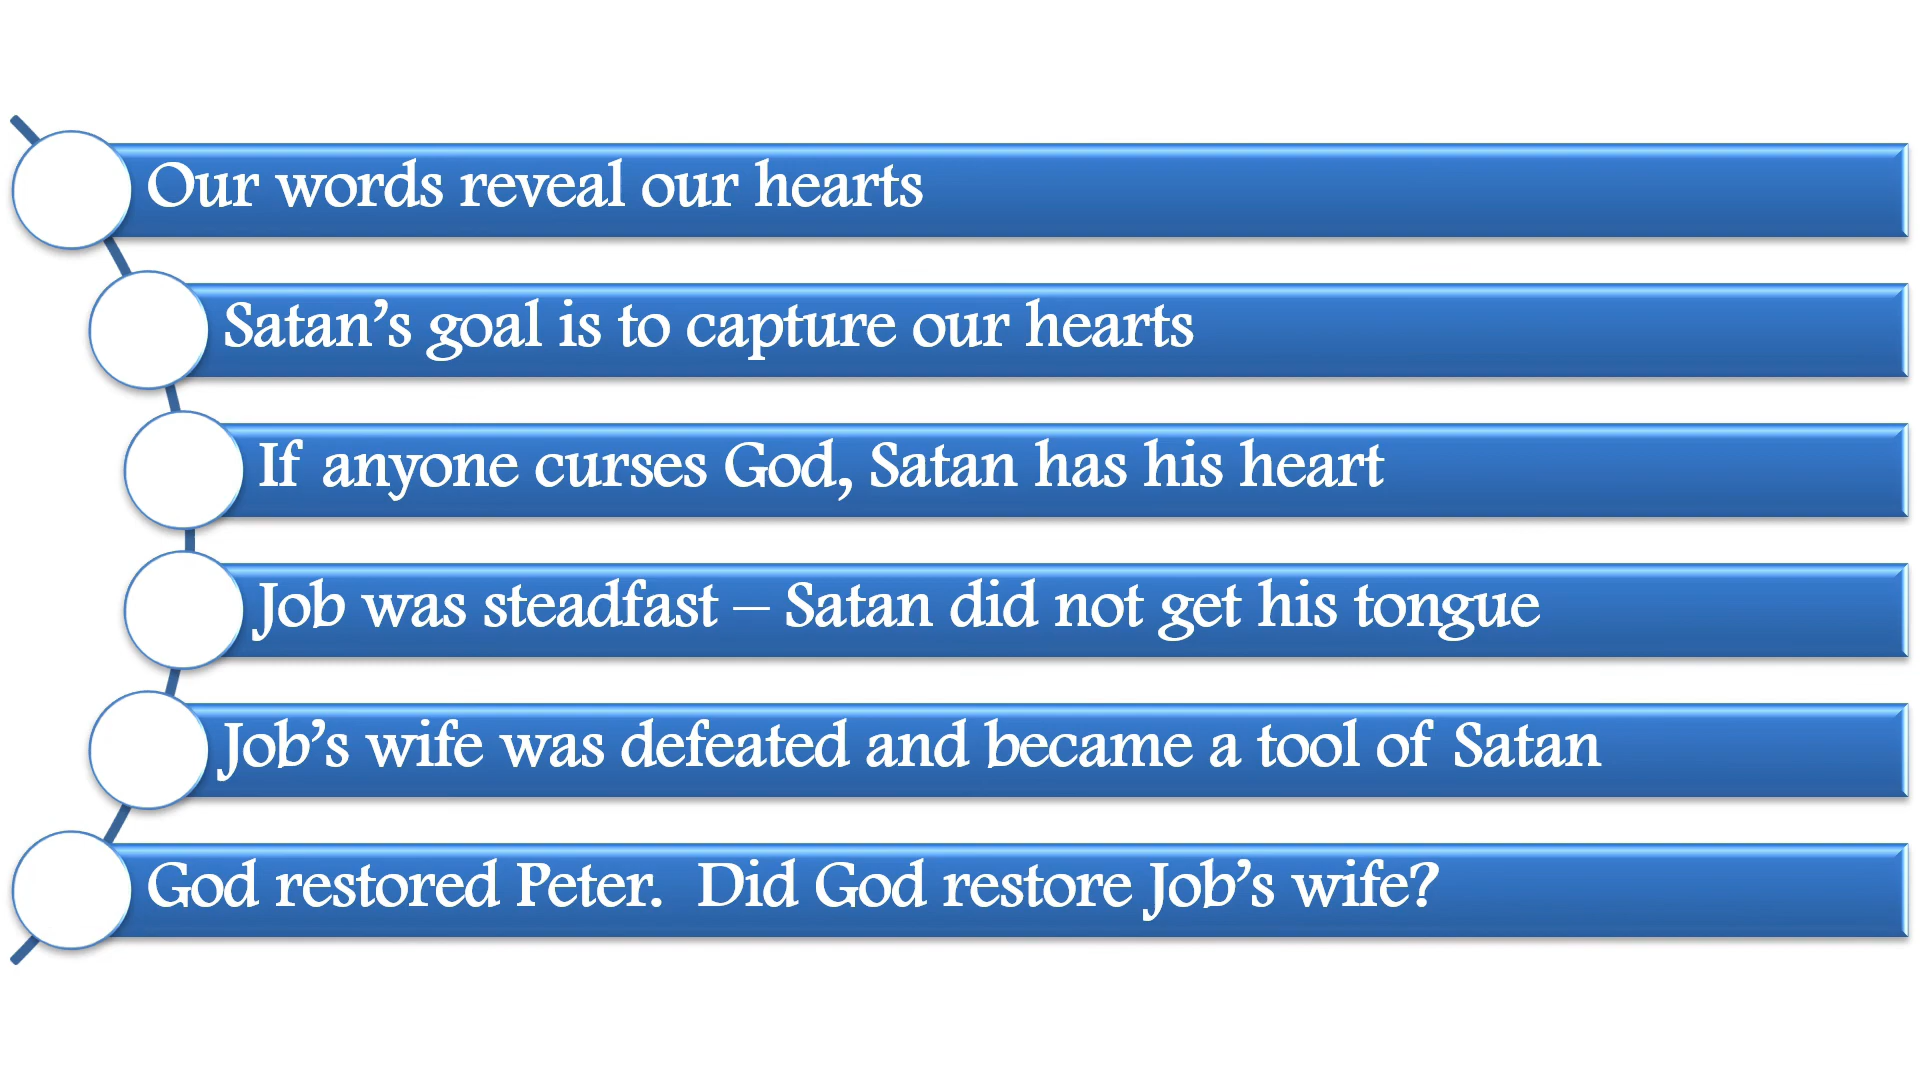 Our words reveal our hearts
Satan’s goal is to capture our hearts
If anyone curses God, Satan has his heart
Job was steadfast – Satan did not get his tongue
Job’s wife was defeated and became a tool of Satan
God restored Peter.  Did God restore Job’s wife?